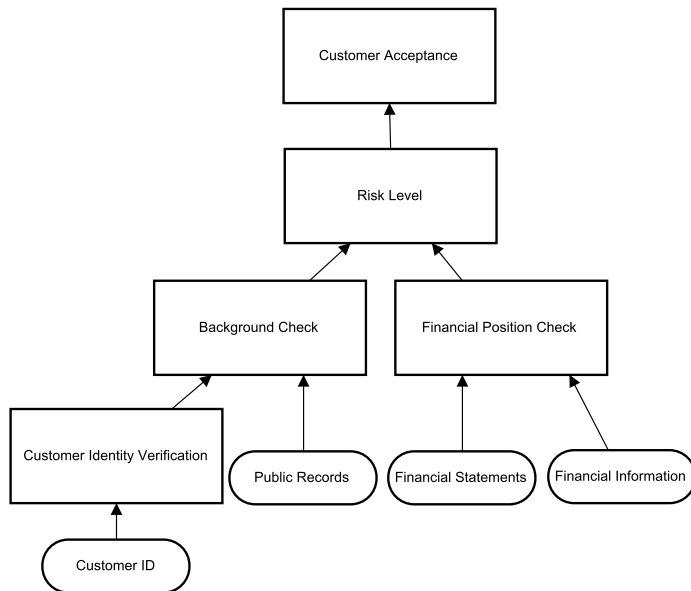 Customer Acceptance
Risk Level
Background Check
Financial Position Check
Customer Identity Verification
Public Records
Financial Statements
Financial Information
Customer ID